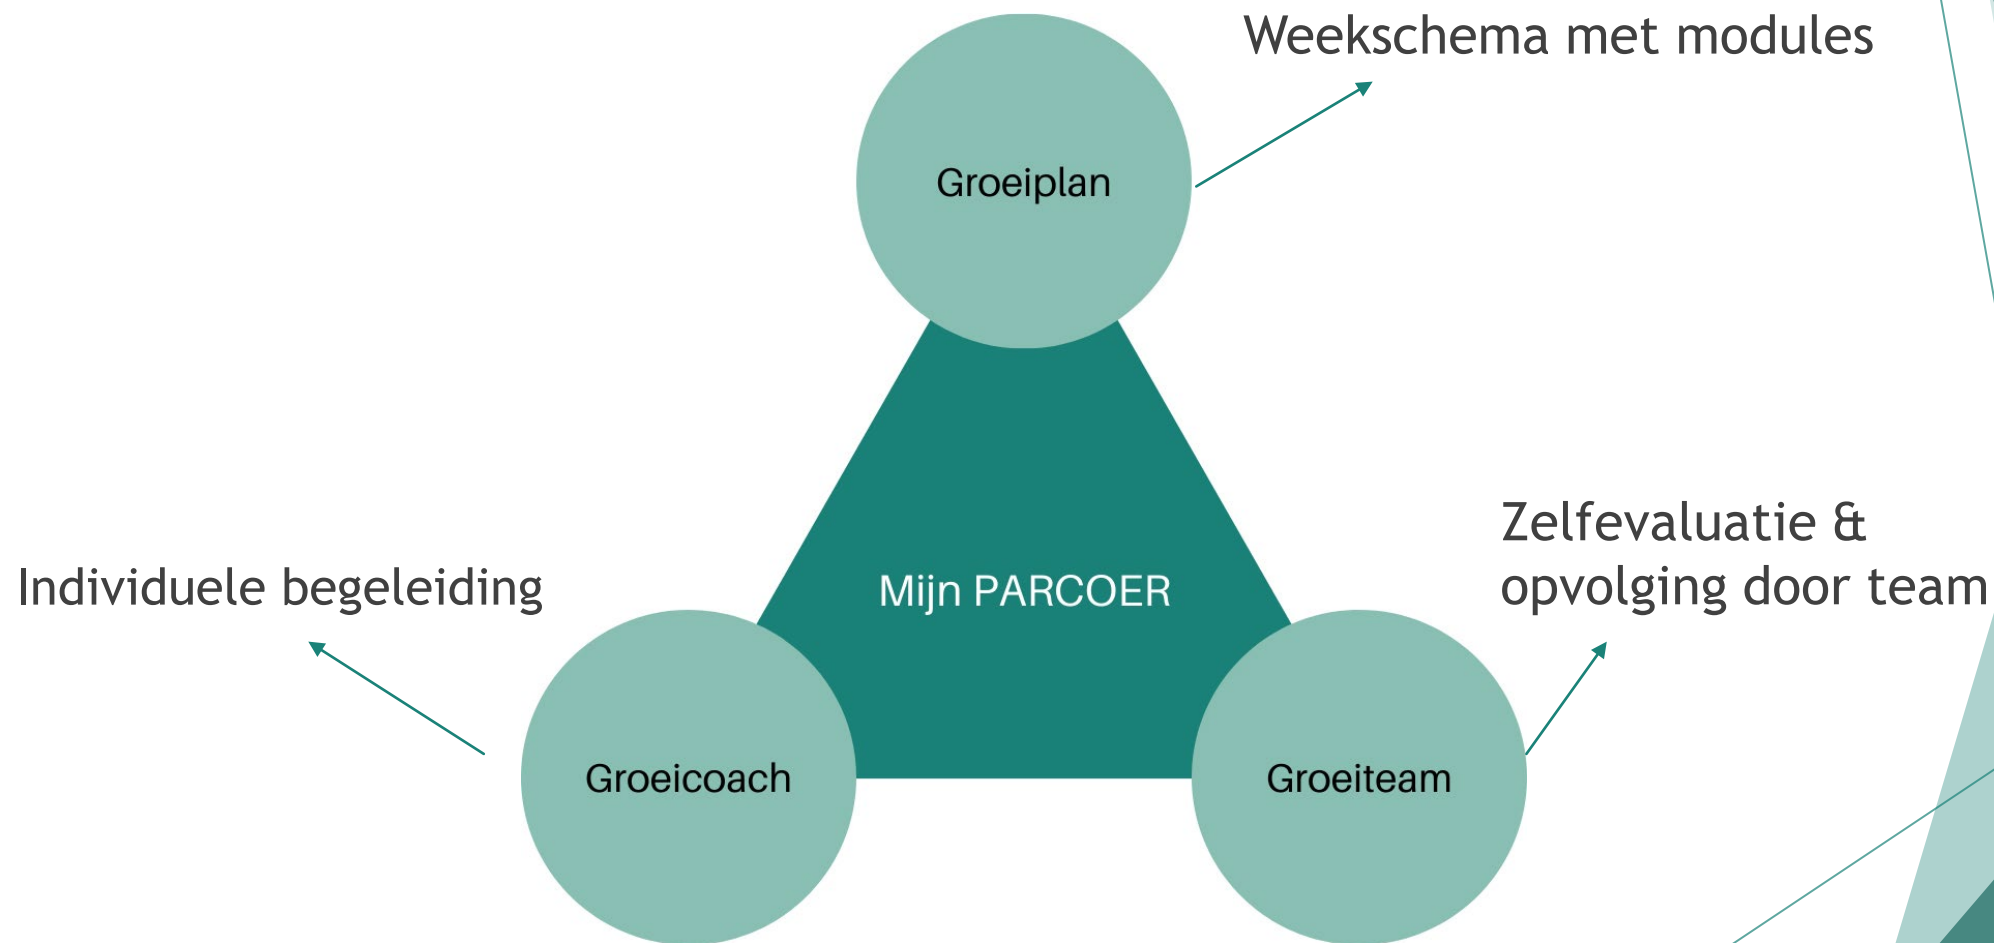 Weekschema met modules
Groeiplan
Zelfevaluatie &
opvolging door team
Individuele begeleiding
Mijn PARCOER
Groeicoach
Groeiteam